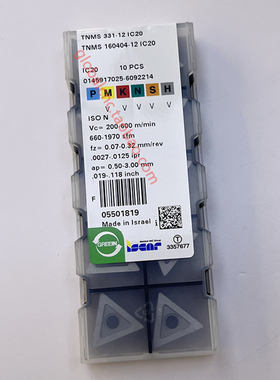 TNMS 331-12 IC20
TNMS 160404-12 IC20
IC20 10 PCS
0145917025-6092214
P M K N S H
V V V V V
ISO N
Vc= 200-600 m/min
660-1970 sfm
fz= 0.07-0.32 mm/rev
.0027-.0125 ipr
ap= 0.50-3.00 mm
.019-.118 inch
F
05501819
Made in Israel
GREEN
iscar
T
3357677